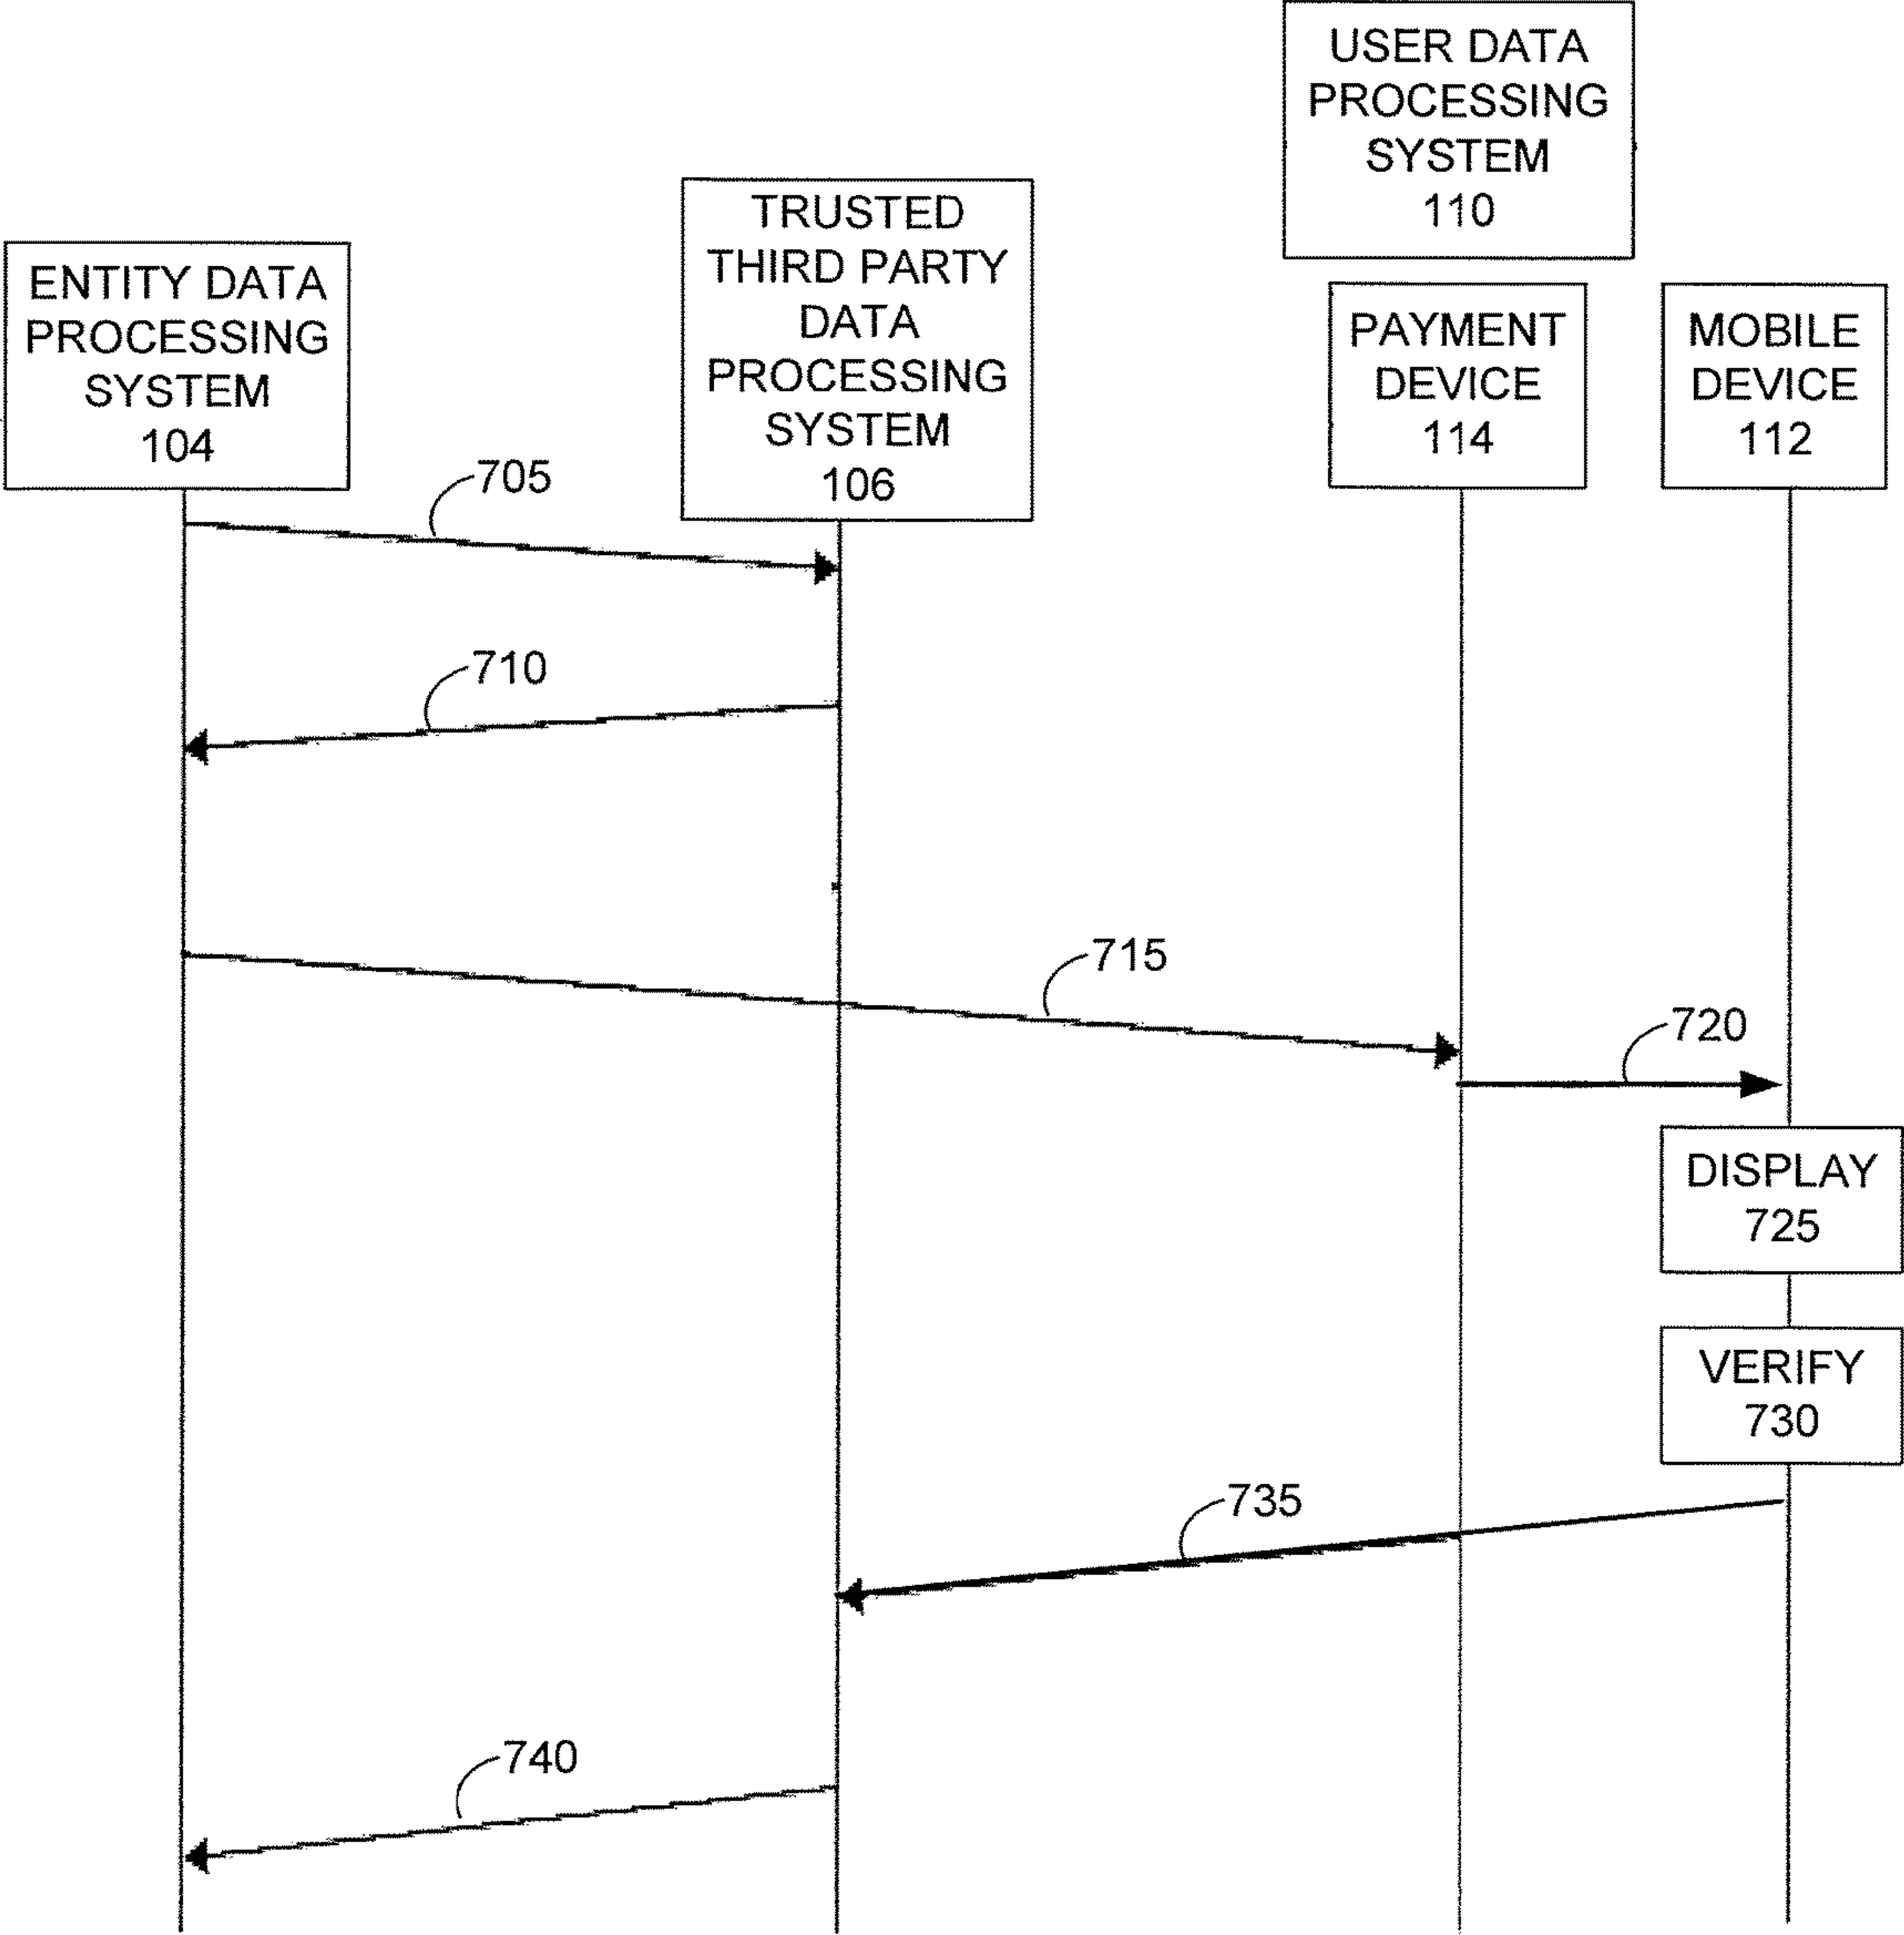 USER DATA
PROCESSING
SYSTEM
110
TRUSTED
THIRD PARTY
DATA
PROCESSING
SYSTEM
106
ENTITY DATA
PROCESSING
SYSTEM
104
PAYMENT
DEVICE
114
MOBILE
DEVICE
112
705
710
715
720
DISPLAY
725
VERIFY
730
735
740